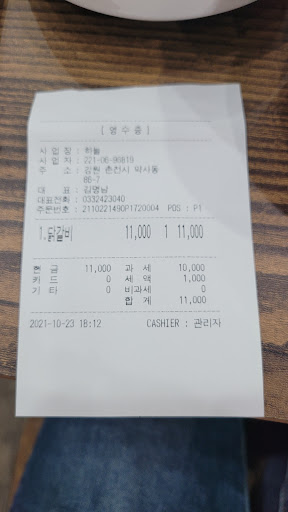 [ 영 수 증 ]
사 업 장 : 하늘
사 업 자 : 221-06-96819
주 소 : 강원 춘천시 약사동
86-7
대 표 : 김명남
대표전화 : 0332423040
주문번호 : 2110221490P1720004 POS : P1
1.닭갈비 11,000 1 11,000
현 금 11,000 과 세 10,000
카 드 0 세 액 1,000
기 타 0 비과세 0
합 계 11,000
2021-10-23 18:12 CASHIER : 관리자